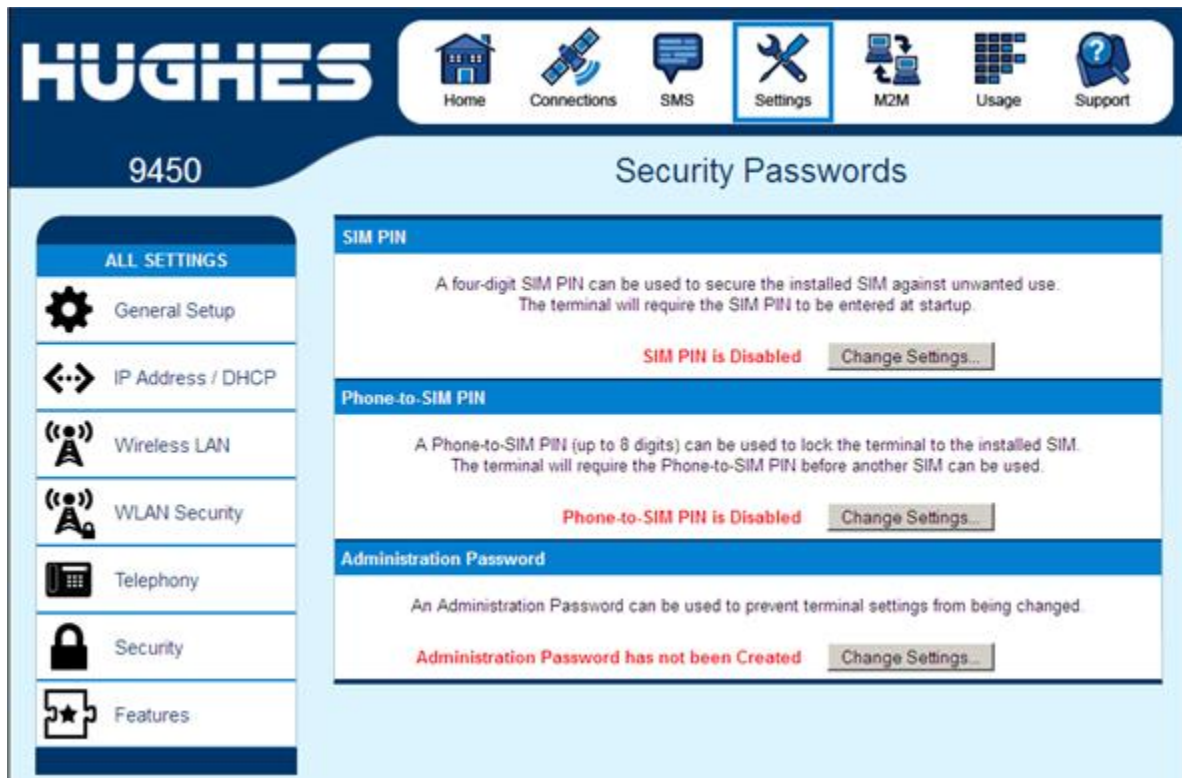 HUGHES
Home
Connections
SMS
Settings
M2M
Usage
Support
9450
Security Passwords
ALL SETTINGS
General Setup
IP Address / DHCP
Wireless LAN
WLAN Security
Telephony
Security
Features
SIM PIN
A four-digit SIM PIN can be used to secure the installed SIM against unwanted use.
The terminal will require the SIM PIN to be entered at startup.
SIM PIN is Disabled
Change Settings...
Phone-to-SIM PIN
A Phone-to-SIM PIN (up to 8 digits) can be used to lock the terminal to the installed SIM.
The terminal will require the Phone-to-SIM PIN before another SIM can be used.
Phone-to-SIM PIN is Disabled
Change Settings...
Administration Password
An Administration Password can be used to prevent terminal settings from being changed.
Administration Password has not been Created
Change Settings...